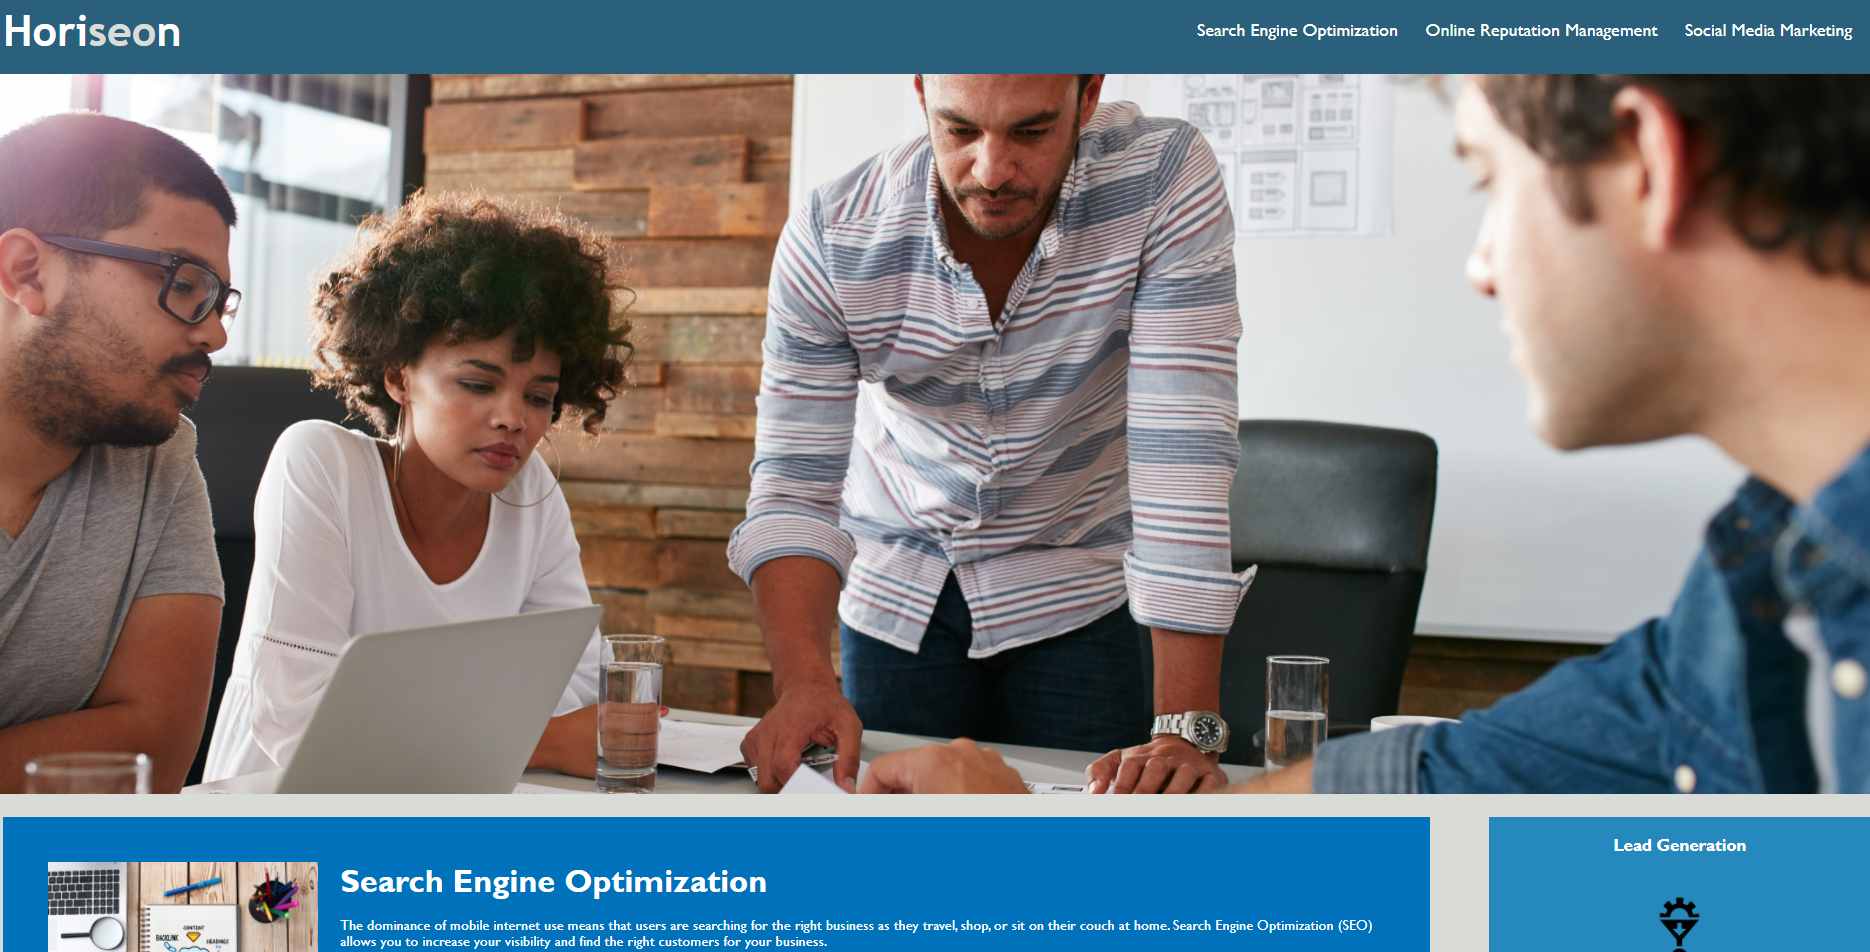 Horiseon
Search Engine Optimization
Online Reputation Management
Social Media Marketing
Search Engine Optimization
The dominance of mobile internet use means that users are searching for the right business as they travel, shop, or sit on their couch at home. Search Engine Optimization (SEO)
allows you to increase your visibility and find the right customers for your business.
CONTENT
BACKLINK
HEADINGS
Lead Generation